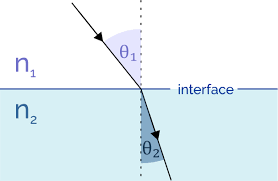 θ₁
n₁
interface
n₂
θ₂